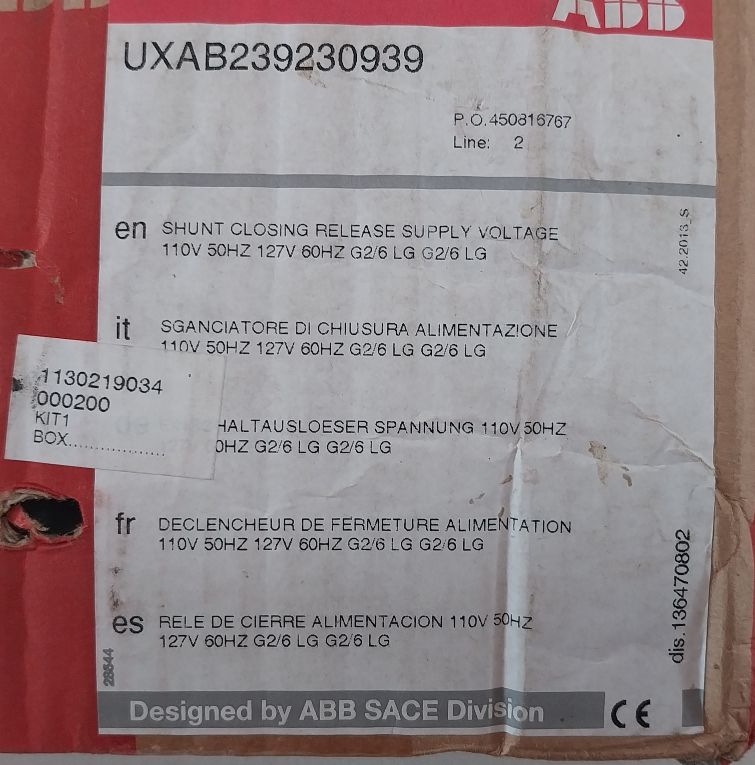 ABB
UXAB239230939
P.O.450816767
Line: 2
en SHUNT CLOSING RELEASE SUPPLY VOLTAGE
110V 50HZ 127V 60HZ G2/6 LG G2/6 LG
42.2013_S
it SGANCIATORE DI CHIUSURA ALIMENTAZIONE
110V 50HZ 127V 60HZ G2/6 LG G2/6 LG
1130219034
000200
KIT1
BOX..................
HALTAUSLOESER SPANNUNG 110V 50HZ
0HZ G2/6 LG G2/6 LG
fr DECLENCHEUR DE FERMETURE ALIMENTATION
110V 50HZ 127V 60HZ G2/6 LG G2/6 LG
es RELE DE CIERRE ALIMENTACION 110V 50HZ
127V 60HZ G2/6 LG G2/6 LG
dis.136470802
Designed by ABB SACE Division CE